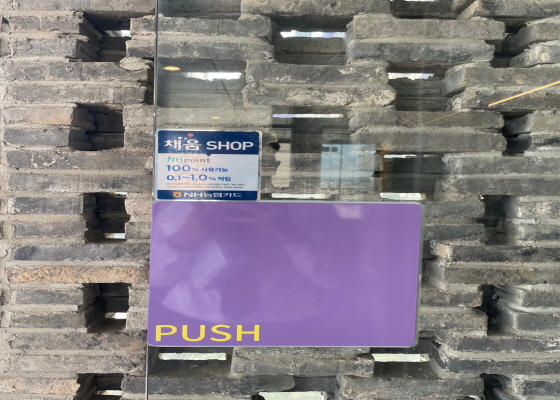 채움 SHOP
NHpoint
100% 사용가능
0.1~1.0% 적립
NH농협카드
PUSH